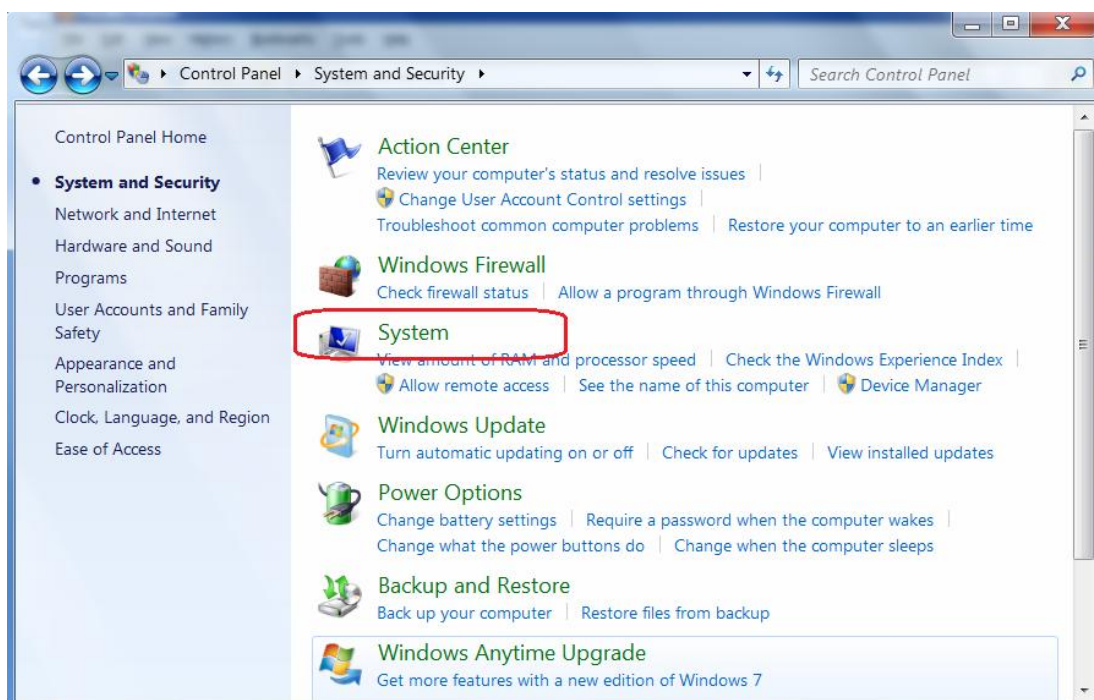 Control Panel System and Security
Search Control Panel
Control Panel Home
System and Security
Network and Internet
Hardware and Sound
Programs
User Accounts and Family
Safety
Appearance and
Personalization
Clock, Language, and Region
Ease of Access
Action Center
Review your computer's status and resolve issues
Change User Account Control settings
Troubleshoot common computer problems Restore your computer to an earlier time
Windows Firewall
Check firewall status Allow a program through Windows Firewall
System
View amount of RAM and processor speed Check the Windows Experience Index
Allow remote access See the name of this computer Device Manager
Windows Update
Turn automatic updating on or off Check for updates View installed updates
Power Options
Change battery settings Require a password when the computer wakes
Change what the power buttons do Change when the computer sleeps
Backup and Restore
Back up your computer Restore files from backup
Windows Anytime Upgrade
Get more features with a new edition of Windows 7